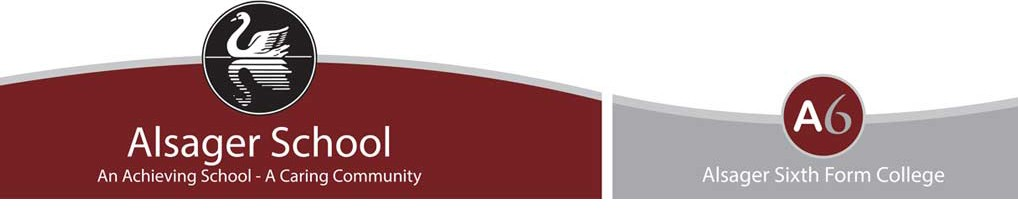 Alsager School
An Achieving School - A Caring Community
A6
Alsager Sixth Form College